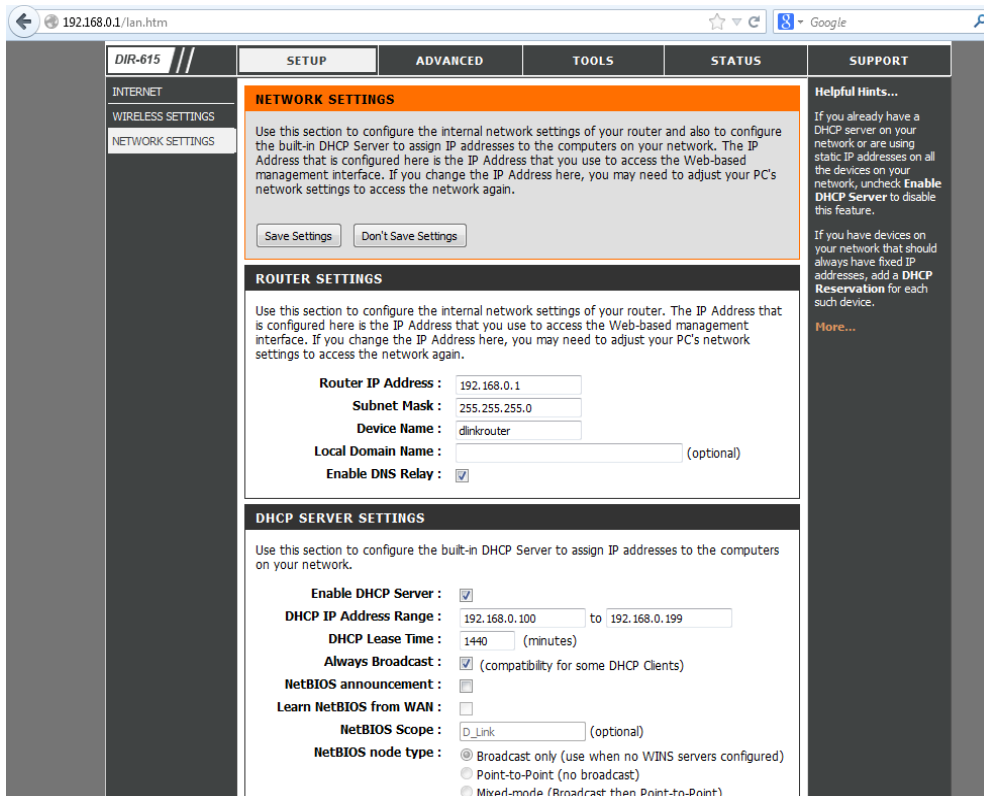 192.168.0.1/lan.htm
Google
DIR-615
SETUP
ADVANCED
TOOLS
STATUS
SUPPORT
INTERNET
WIRELESS SETTINGS
NETWORK SETTINGS
NETWORK SETTINGS
Use this section to configure the internal network settings of your router and also to configure
the built-in DHCP Server to assign IP addresses to the computers on your network. The IP
Address that is configured here is the IP Address that you use to access the Web-based
management interface. If you change the IP Address here, you may need to adjust your PC's
network settings to access the network again.
Save Settings
Don't Save Settings
ROUTER SETTINGS
Use this section to configure the internal network settings of your router. The IP Address that
is configured here is the IP Address that you use to access the Web-based management
interface. If you change the IP Address here, you may need to adjust your PC's network
settings to access the network again.
Router IP Address : 192.168.0.1
Subnet Mask : 255.255.255.0
Device Name : dlinkrouter
Local Domain Name : (optional)
Enable DNS Relay :
DHCP SERVER SETTINGS
Use this section to configure the built-in DHCP Server to assign IP addresses to the computers
on your network.
Enable DHCP Server :
DHCP IP Address Range : 192.168.0.100 to 192.168.0.199
DHCP Lease Time : 1440 (minutes)
Always Broadcast : (compatibility for some DHCP Clients)
NetBIOS announcement :
Learn NetBIOS from WAN :
NetBIOS Scope : D_Link (optional)
NetBIOS node type : Broadcast only (use when no WINS servers configured)
Point-to-Point (no broadcast)
Mixed-mode (Broadcast then Point-to-Point)
Helpful Hints...
If you already have a
DHCP server on your
network or are using
static IP addresses on all
the devices on your
network, uncheck Enable
DHCP Server to disable
this feature.
If you have devices on
your network that should
always have fixed IP
addresses, add a DHCP
Reservation for each
such device.
More...